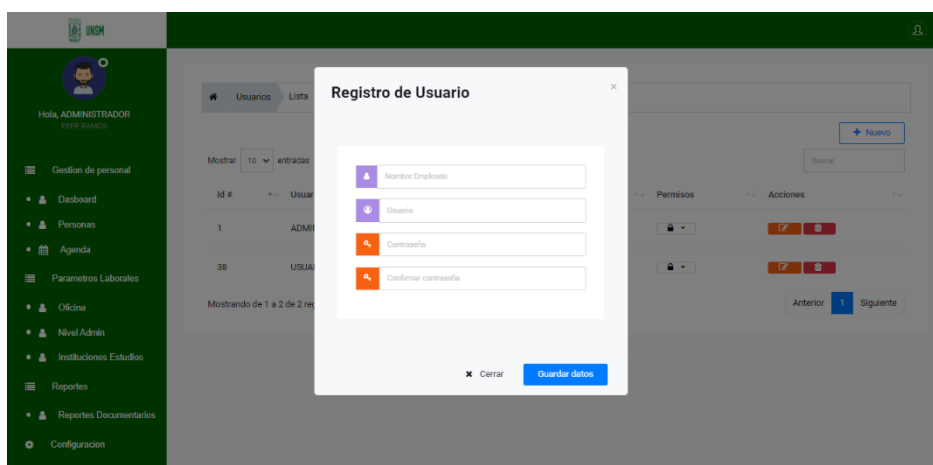 UNSM
Hola, ADMINISTRADOR
PEPE RAMOS
Gestion de personal
Dasboard
Personas
Agenda
Parametros Laborales
Oficina
Nivel Admin
Instituciones Estudios
Reportes
Reportes Documentarios
Configuracion
Usuarios Lista
+ Nuevo
Mostrar 10 entradas
Buscar
Id # Usuar Permisos Acciones
1 ADMI
38 USUA
Mostrando de 1 a 2 de 2 reg
Anterior 1 Siguiente
Registro de Usuario
×
Nombre Empleado
Usuario
Contraseña
Confirmar contraseña
Cerrar
Guardar datos